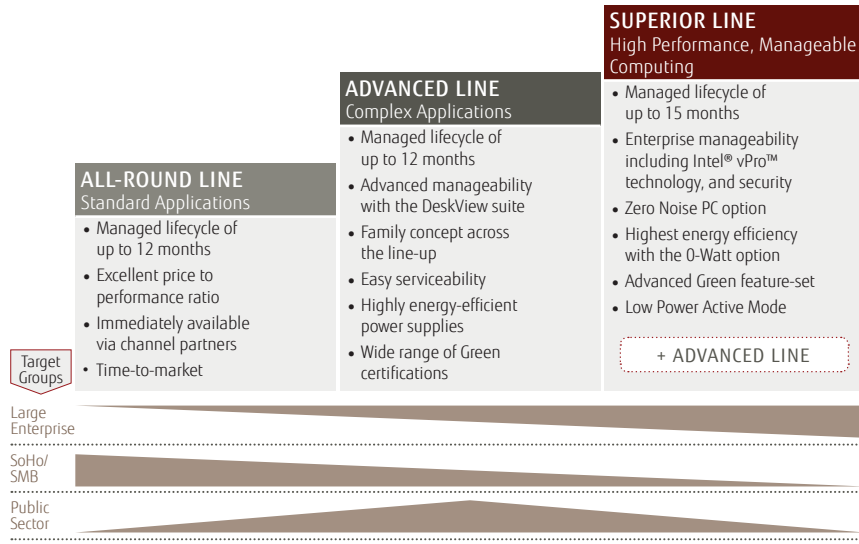 SUPERIOR LINE
High Performance, Manageable
Computing
• Managed lifecycle of
up to 15 months
• Enterprise manageability
including Intel® vPro™
technology, and security
• Zero Noise PC option
• Highest energy efficiency
with the 0-Watt option
• Advanced Green feature-set
• Low Power Active Mode
+ ADVANCED LINE
ADVANCED LINE
Complex Applications
• Managed lifecycle of
up to 12 months
• Advanced manageability
with the DeskView suite
• Family concept across
the line-up
• Easy serviceability
• Highly energy-efficient
power supplies
• Wide range of Green
certifications
ALL-ROUND LINE
Standard Applications
• Managed lifecycle of
up to 12 months
• Excellent price to
performance ratio
• Immediately available
via channel partners
• Time-to-market
Target
Groups
Large
Enterprise
SoHo/
SMB
Public
Sector